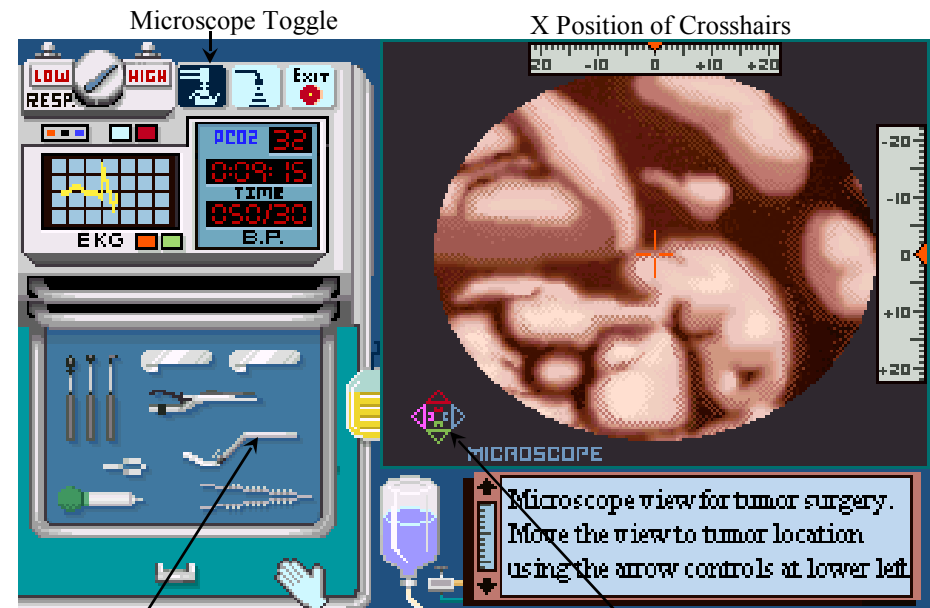 Microscope Toggle
X Position of Crosshairs
LOW
HIGH
RESP.
EXIT
PCO2 32
0:09:15
TIME
050/30
B.P.
EKG
20 -10 0 +10 +20
-20
-10
0
+10
+20
MICROSCOPE
Microscope view for tumor surgery.
Move the view to tumor location
using the arrow controls at lower left.